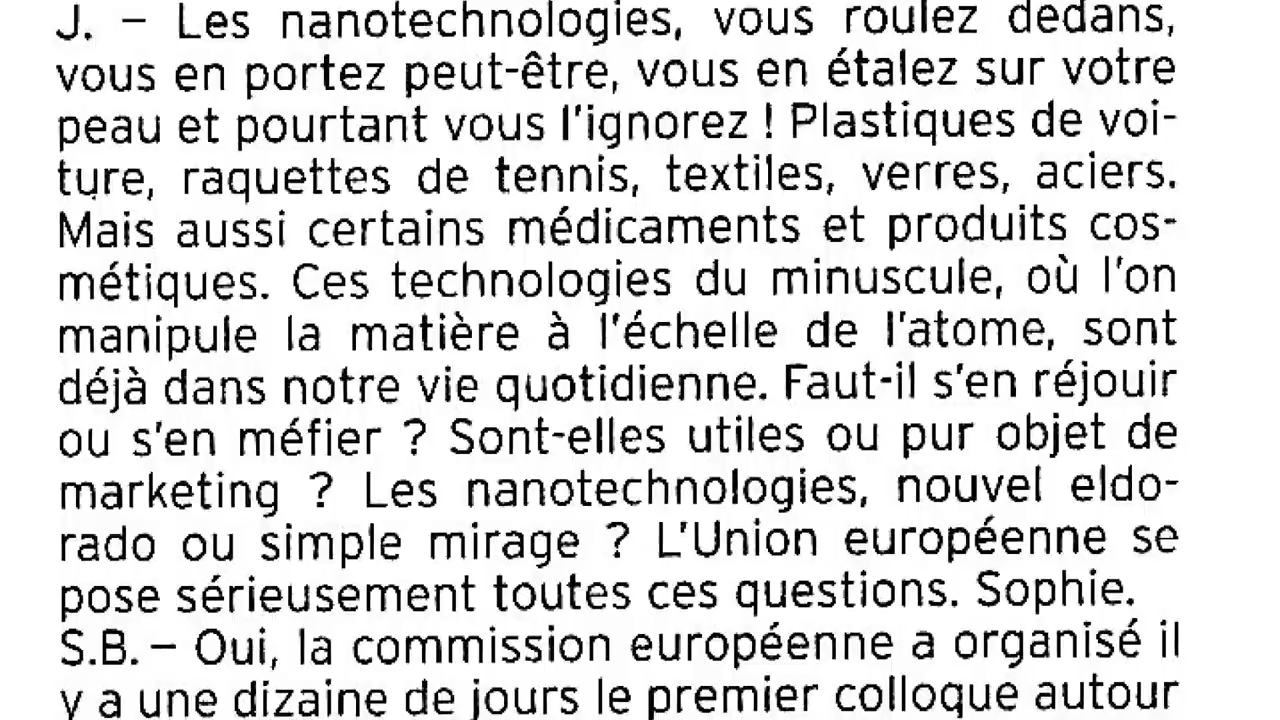 J. – Les nanotechnologies, vous roulez dedans,
vous en portez peut-être, vous en étalez sur votre
peau et pourtant vous l'ignorez ! Plastiques de voi-
ture, raquettes de tennis, textiles, verres, aciers.
Mais aussi certains médicaments et produits cos-
métiques. Ces technologies du minuscule, où l'on
manipule la matière à l'échelle de l'atome, sont
déjà dans notre vie quotidienne. Faut-il s'en réjouir
ou s'en méfier ? Sont-elles utiles ou pur objet de
marketing ? Les nanotechnologies, nouvel eldo-
rado ou simple mirage ? L'Union européenne se
pose sérieusement toutes ces questions. Sophie.
S.B. – Oui, la commission européenne a organisé il
y a une dizaine de jours le premier colloque autour